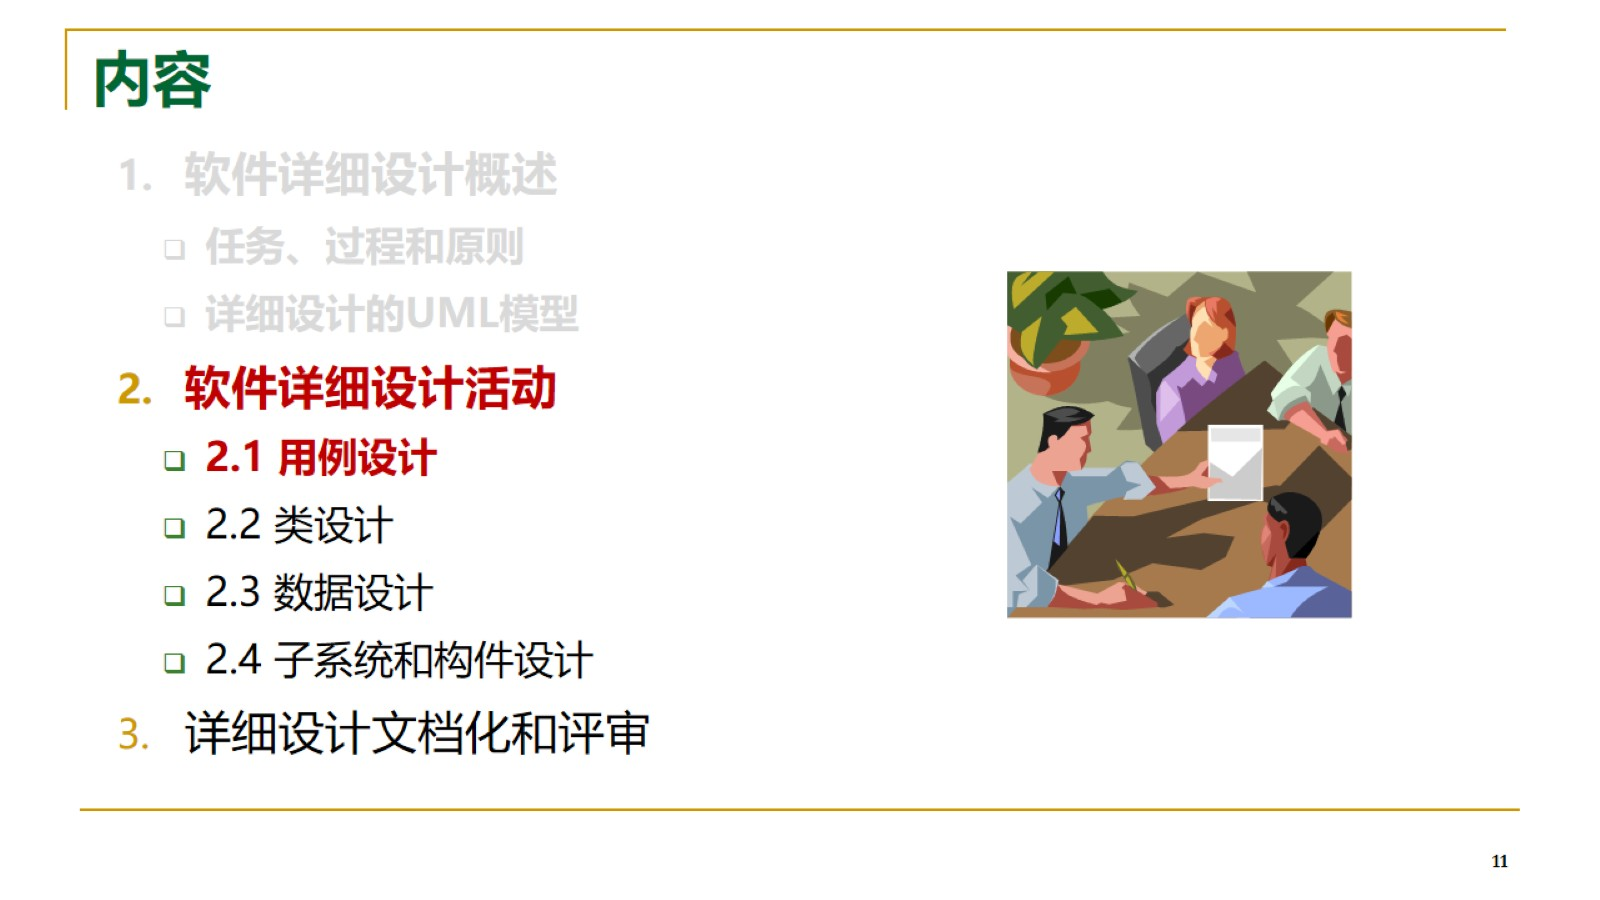 内容
1. 软件详细设计概述
❑ 任务、过程和原则
❑ 详细设计的UML模型
2. 软件详细设计活动
❑ 2.1 用例设计
❑ 2.2 类设计
❑ 2.3 数据设计
❑ 2.4 子系统和构件设计
3. 详细设计文档化和评审
11